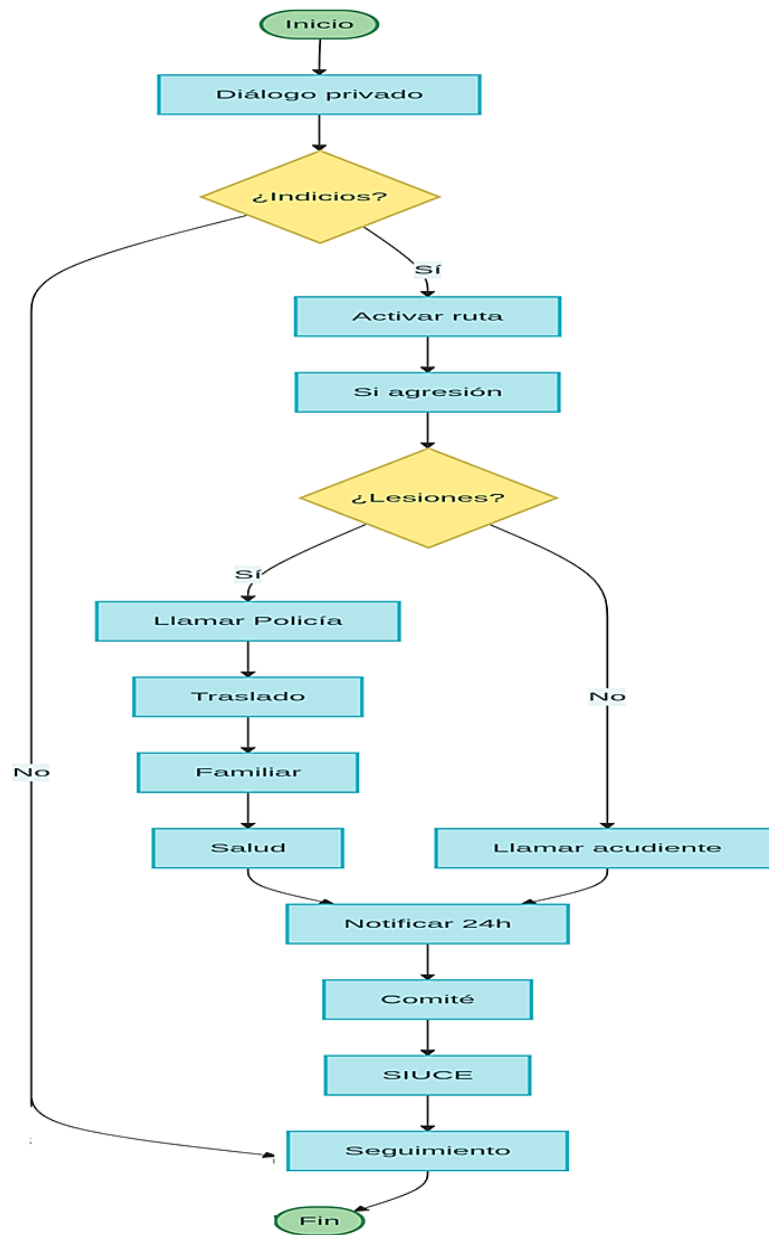 Inicio
Diálogo privado
¿Indicios?
Sí
Activar ruta
Si agresión
¿Lesiones?
Sí
Llamar Policía
Traslado
No
Familiar
No
Salud
Llamar acudiente
Notificar 24h
Comité
SIUCE
Seguimiento
Fin